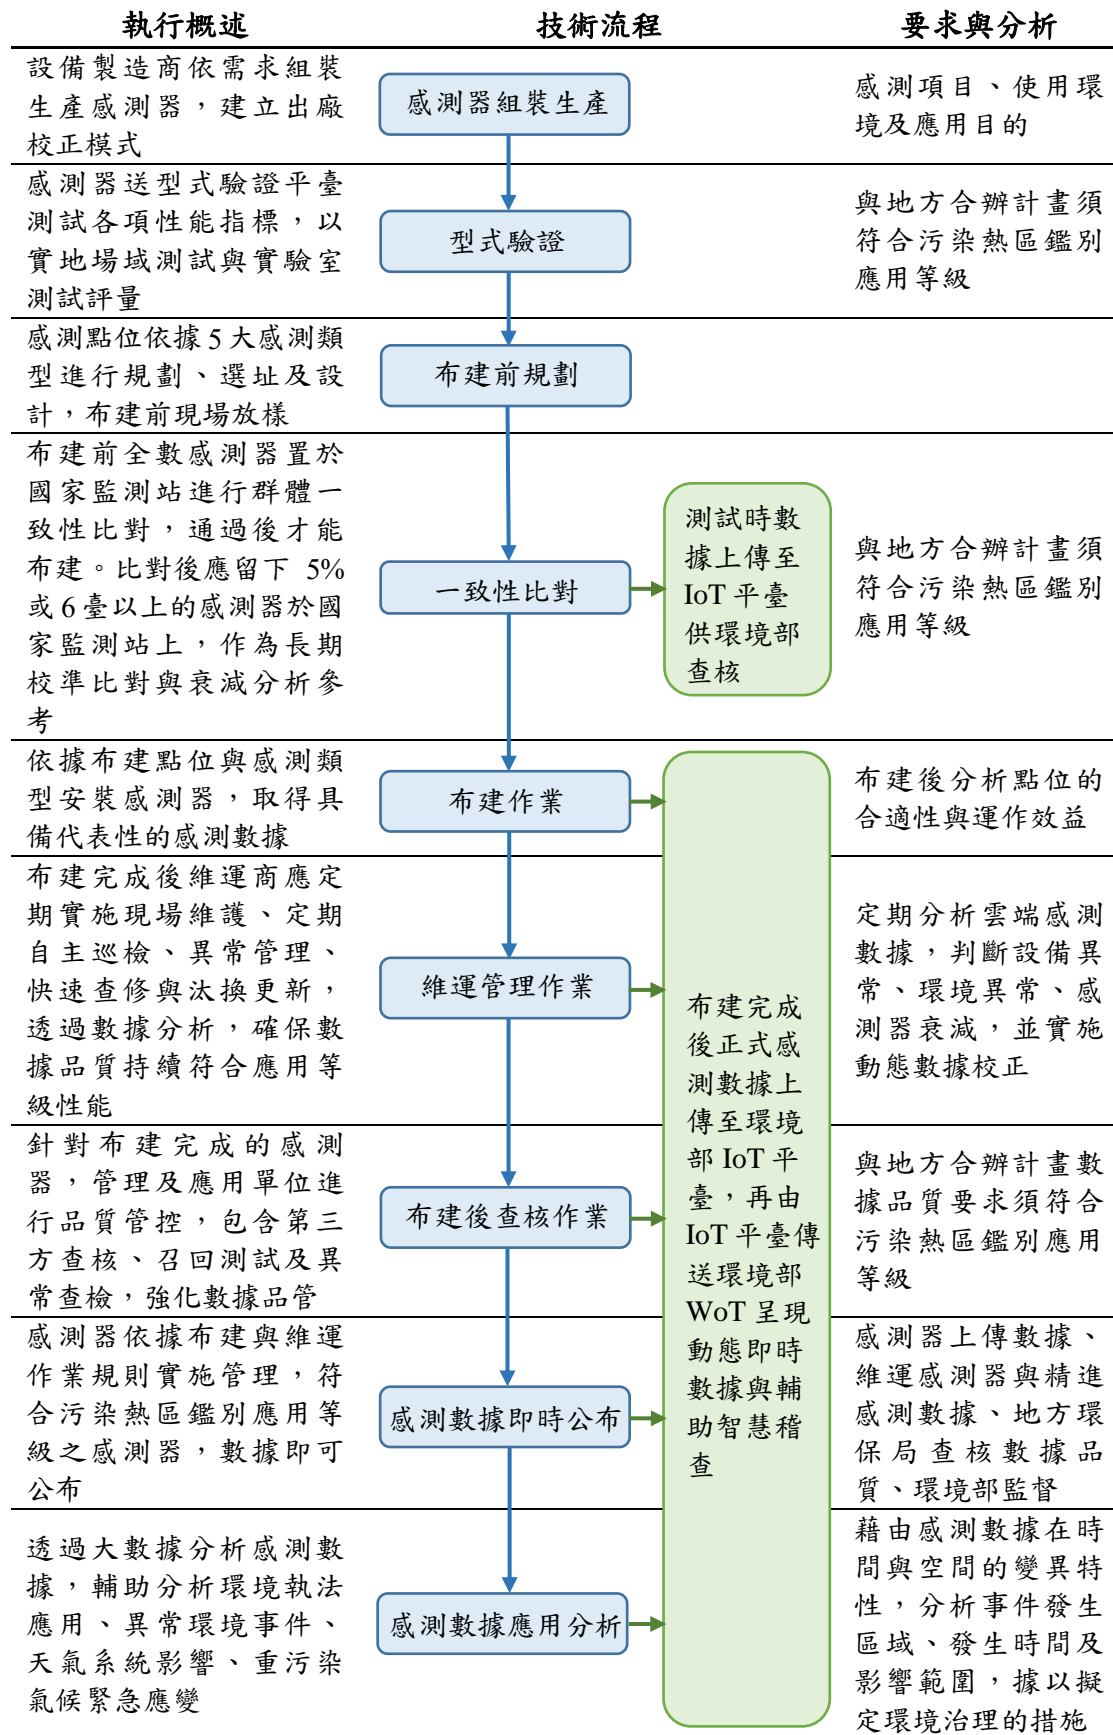 執行概述
技術流程
要求與分析
設備製造商依需求組裝
生產感測器，建立出廠
校正模式
感測器組裝生產
感測項目、使用環
境及應用目的
感測器送型式驗證平臺
測試各項性能指標，以
實地場域測試與實驗室
測試評量
型式驗證
與地方合辦計畫須
符合污染熱區鑑別
應用等級
感測點位依據5大感測類
型進行規劃、選址及設
計，布建前現場放樣
布建前規劃
布建前全數感測器置於
國家監測站進行群體一
致性比對，通過後才能
布建。比對後應留下 5%
或6臺以上的感測器於國
家監測站上，作為長期
校準比對與衰減分析參
考
一致性比對
測試時數
據上傳至
IoT平臺
供環境部
查核
與地方合辦計畫須
符合污染熱區鑑別
應用等級
依據布建點位與感測類
型安裝感測器，取得具
備代表性的感測數據
布建作業
布建後分析點位的
合適性與運作效益
布建完成後維運商應定
期實施現場維護、定期
自主巡檢、異常管理、
快速查修與汰換更新，
透過數據分析，確保數
據品質持續符合應用等
級性能
維運管理作業
布建完成
後正式感
測數據上
傳至環境
部IoT平
臺，再由
IoT平臺傳
送環境部
WoT呈現
動態即時
數據與輔
助智慧稽
查
定期分析雲端感測
數據，判斷設備異
常、環境異常、感
測器衰減，並實施
動態數據校正
針對布建完成的感測
器，管理及應用單位進
行品質管控，包含第三
方查核、召回測試及異
常查檢，強化數據品管
布建後查核作業
與地方合辦計畫數
據品質要求須符合
污染熱區鑑別應用
等級
感測器依據布建與維運
作業規則實施管理，符
合污染熱區鑑別應用等
級之感測器，數據即可
公布
感測數據即時公布
感測器上傳數據、
維運感測器與精進
感測數據、地方環
保局查核數據品
質、環境部監督
透過大數據分析感測數
據，輔助分析環境執法
應用、異常環境事件、
天氣系統影響、重污染
氣候緊急應變
感測數據應用分析
藉由感測數據在時
間與空間的變異特
性，分析事件發生
區域、發生時間及
影響範圍，據以擬
定環境治理的措施